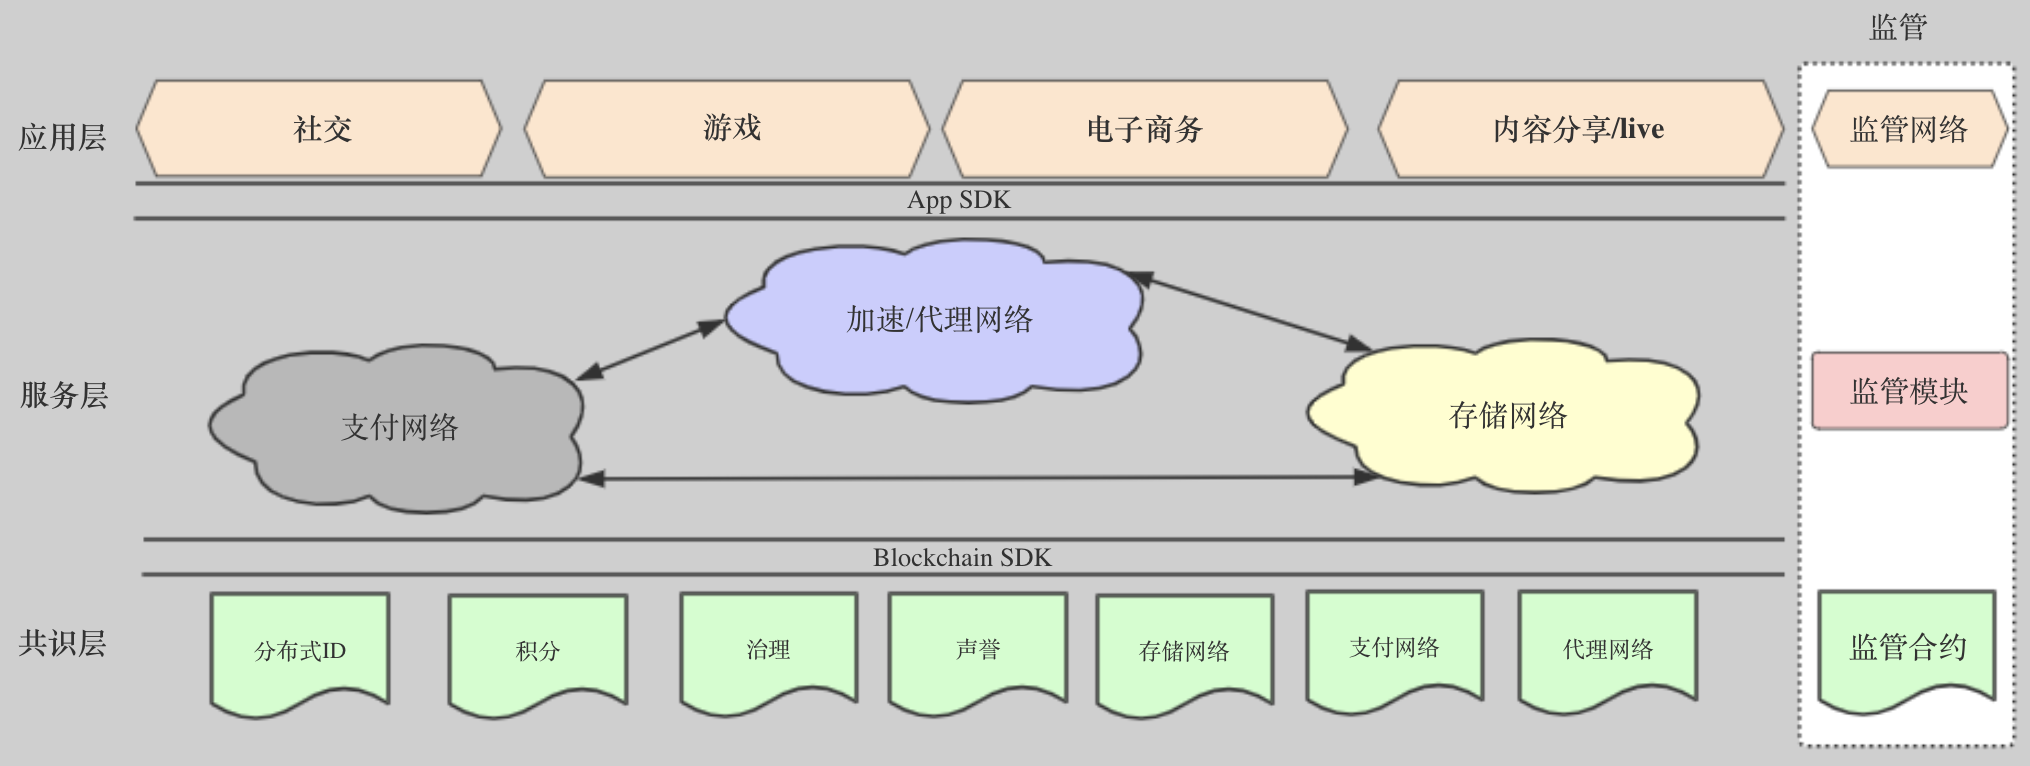 监管
应用层
社交
游戏
电子商务
内容分享/live
监管网络
App SDK
服务层
支付网络
加速/代理网络
存储网络
监管模块
Blockchain SDK
共识层
分布式ID
积分
治理
声誉
存储网络
支付网络
代理网络
监管合约